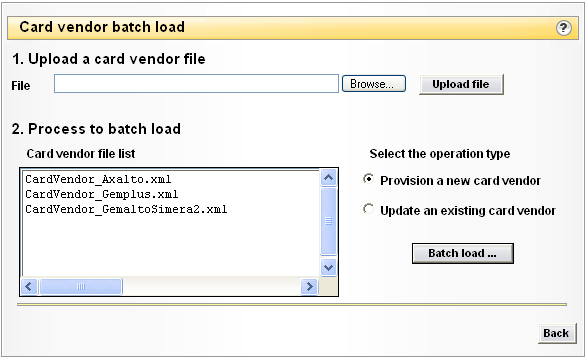 Card vendor batch load
?
1. Upload a card vendor file
File
Browse...
Upload file
2. Process to batch load
Card vendor file list
Select the operation type
CardVendor_Axalto.xml
CardVendor_Gemplus.xml
CardVendor_GemaltoSimera2.xml
Provision a new card vendor
Update an existing card vendor
Batch load ...
Back